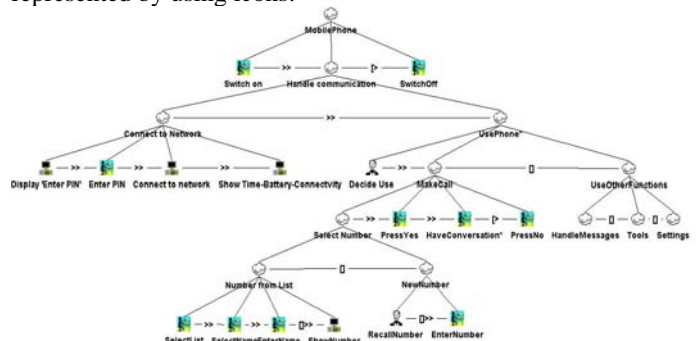 represented by using icons.
MobilePhone
Switch on >> Handle communication [> SwitchOff
Connect to Network >> UsePhone*
Display 'Enter PIN' >> Enter PIN >> Connect to network >> Show Time-Battery-Connectvity Decide Use >> MakeCall [] UseOtherFunctions
Select Number >> PressYes >> HaveConversation* [> PressNo HandleMessages [] Tools [] Settings
Number from List [] NewNumber
SelectList >> SelectName >> EnterName []>> ShowNumber RecallNumber []>> EnterNumber